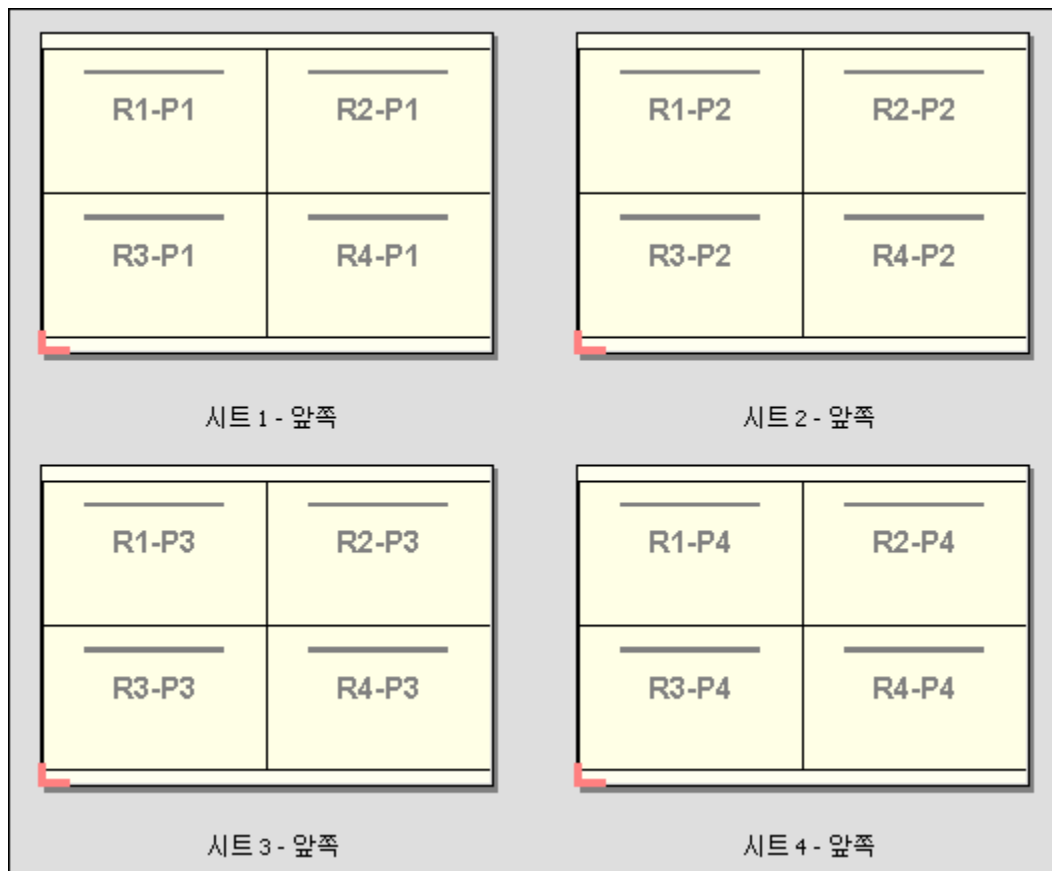 R1-P1 R2-P1
R3-P1 R4-P1
시트 1 - 앞쪽
R1-P2 R2-P2
R3-P2 R4-P2
시트 2 - 앞쪽
R1-P3 R2-P3
R3-P3 R4-P3
시트 3 - 앞쪽
R1-P4 R2-P4
R3-P4 R4-P4
시트 4 - 앞쪽